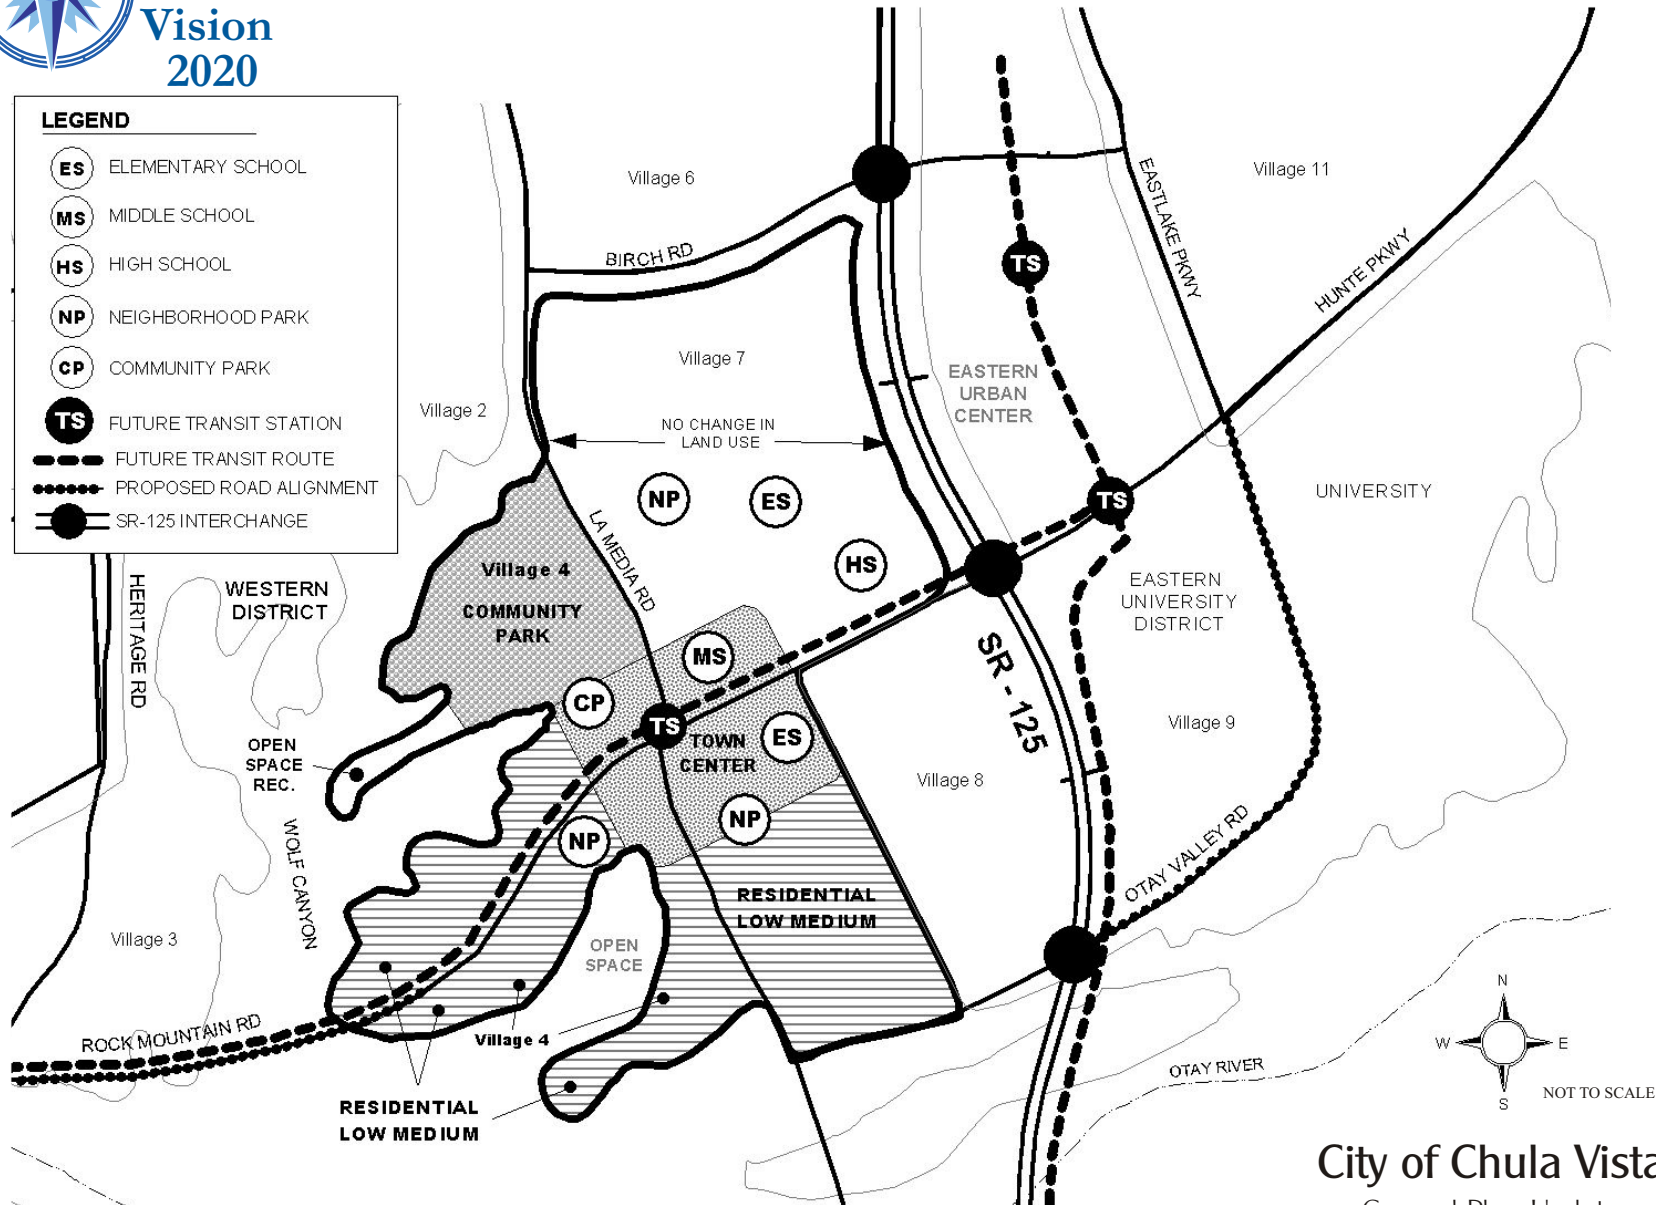 Vision
2020
LEGEND
ES ELEMENTARY SCHOOL
MS MIDDLE SCHOOL
HS HIGH SCHOOL
NP NEIGHBORHOOD PARK
CP COMMUNITY PARK
TS FUTURE TRANSIT STATION
FUTURE TRANSIT ROUTE
PROPOSED ROAD ALIGNMENT
SR-125 INTERCHANGE
Village 6
Village 11
BIRCH RD
EASTLAKE PKWY
HUNTE PKWY
TS
Village 7
EASTERN
URBAN
CENTER
Village 2
NO CHANGE IN
LAND USE
NP
ES
TS
UNIVERSITY
LA MEDIA RD
HS
Village 4
COMMUNITY
PARK
WESTERN
DISTRICT
HERITAGE RD
EASTERN
UNIVERSITY
DISTRICT
MS
CP
TS
TOWN
CENTER
ES
SR - 125
Village 9
OPEN
SPACE
REC.
Village 8
NP
NP
WOLF CANYON
OTAY VALLEY RD
RESIDENTIAL
LOW MEDIUM
Village 3
OPEN
SPACE
ROCK MOUNTAIN RD
Village 4
OTAY RIVER
N
W
E
S
NOT TO SCALE
RESIDENTIAL
LOW MEDIUM
City of Chula Vista